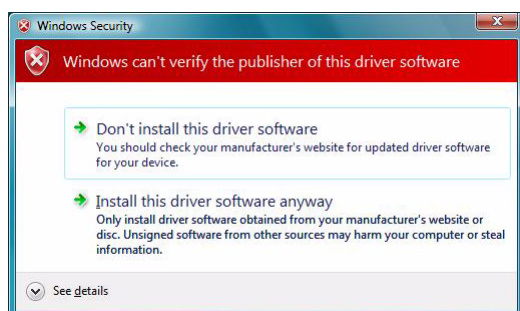 Windows Security
Windows can't verify the publisher of this driver software
Don't install this driver software
You should check your manufacturer's website for updated driver software
for your device.
Install this driver software anyway
Only install driver software obtained from your manufacturer's website or
disc. Unsigned software from other sources may harm your computer or steal
information.
See details